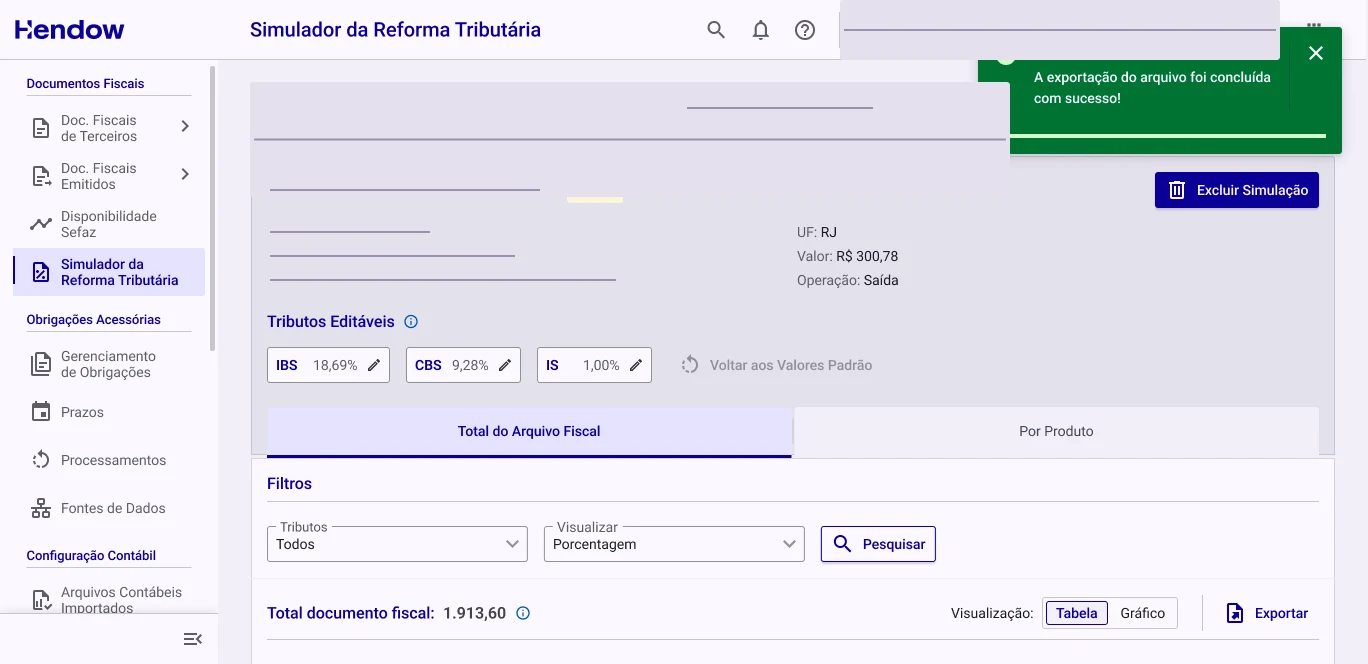 Hendow
Simulador da Reforma Tributária
A exportação do arquivo foi concluída
com sucesso!
Documentos Fiscais
Doc. Fiscais
de Terceiros
Doc. Fiscais
Emitidos
Disponibilidade
Sefaz
Simulador da
Reforma Tributária
Obrigações Acessórias
Gerenciamento
de Obrigações
Prazos
Processamentos
Fontes de Dados
Configuração Contábil
Arquivos Contábeis
Importados
Excluir Simulação
UF: RJ
Valor: R$ 300,78
Operação: Saída
Tributos Editáveis
IBS 18,69%
CBS 9,28%
IS 1,00%
Voltar aos Valores Padrão
Total do Arquivo Fiscal
Por Produto
Filtros
Tributos
Todos
Visualizar
Porcentagem
Pesquisar
Total documento fiscal: 1.913,60
Visualização:
Tabela
Gráfico
Exportar